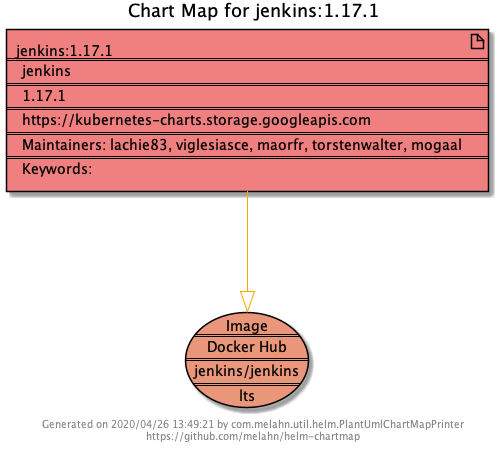 Chart Map for jenkins:1.17.1
jenkins:1.17.1
jenkins
1.17.1
https://kubernetes-charts.storage.googleapis.com
Maintainers: lachie83, viglesiasce, maorfr, torstenwalter, mogaal
Keywords:
Image
Docker Hub
jenkins/jenkins
lts
Generated on 2020/04/26 13:49:21 by com.melahn.util.helm.PlantUmlChartMapPrinter
https://github.com/melahn/helm-chartmap